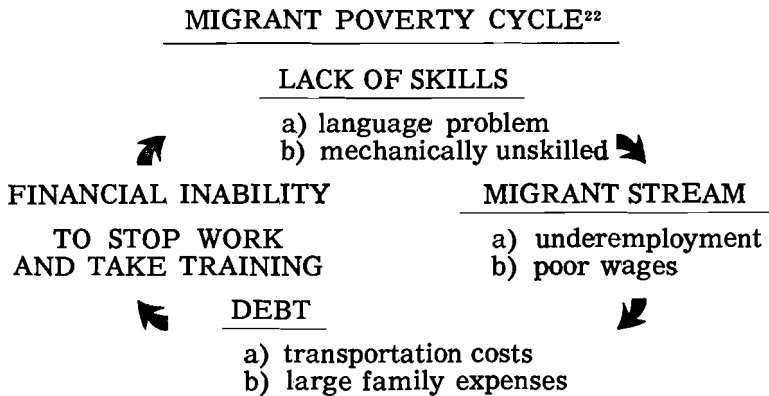 MIGRANT POVERTY CYCLE²²
LACK OF SKILLS
a) language problem
b) mechanically unskilled
MIGRANT STREAM
a) underemployment
b) poor wages
DEBT
a) transportation costs
b) large family expenses
FINANCIAL INABILITY
TO STOP WORK
AND TAKE TRAINING